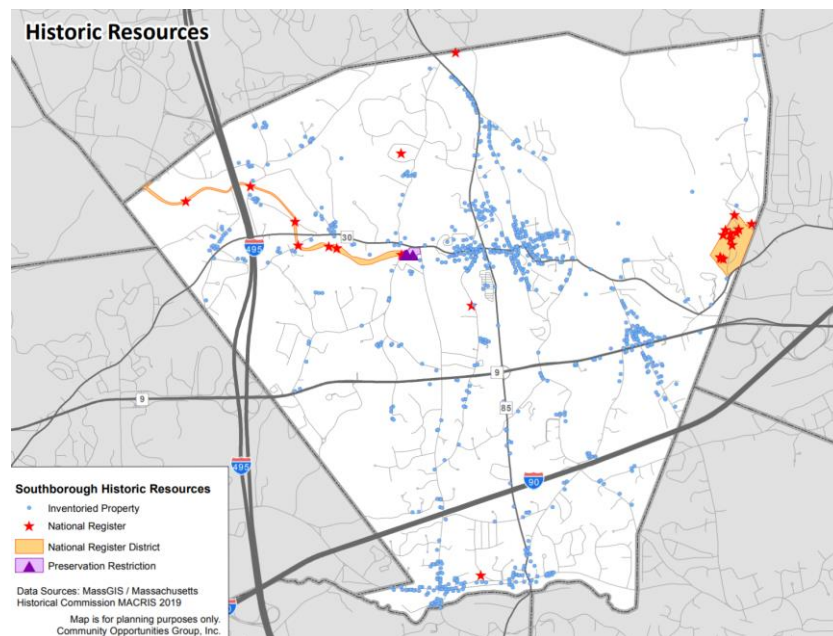 Historic Resources
30
495
9
9
85
495
90
Southborough Historic Resources
Inventoried Property
National Register
National Register District
Preservation Restriction
Data Sources: MassGIS / Massachusetts
Historical Commission MACRIS 2019
Map is for planning purposes only.
Community Opportunities Group, Inc.